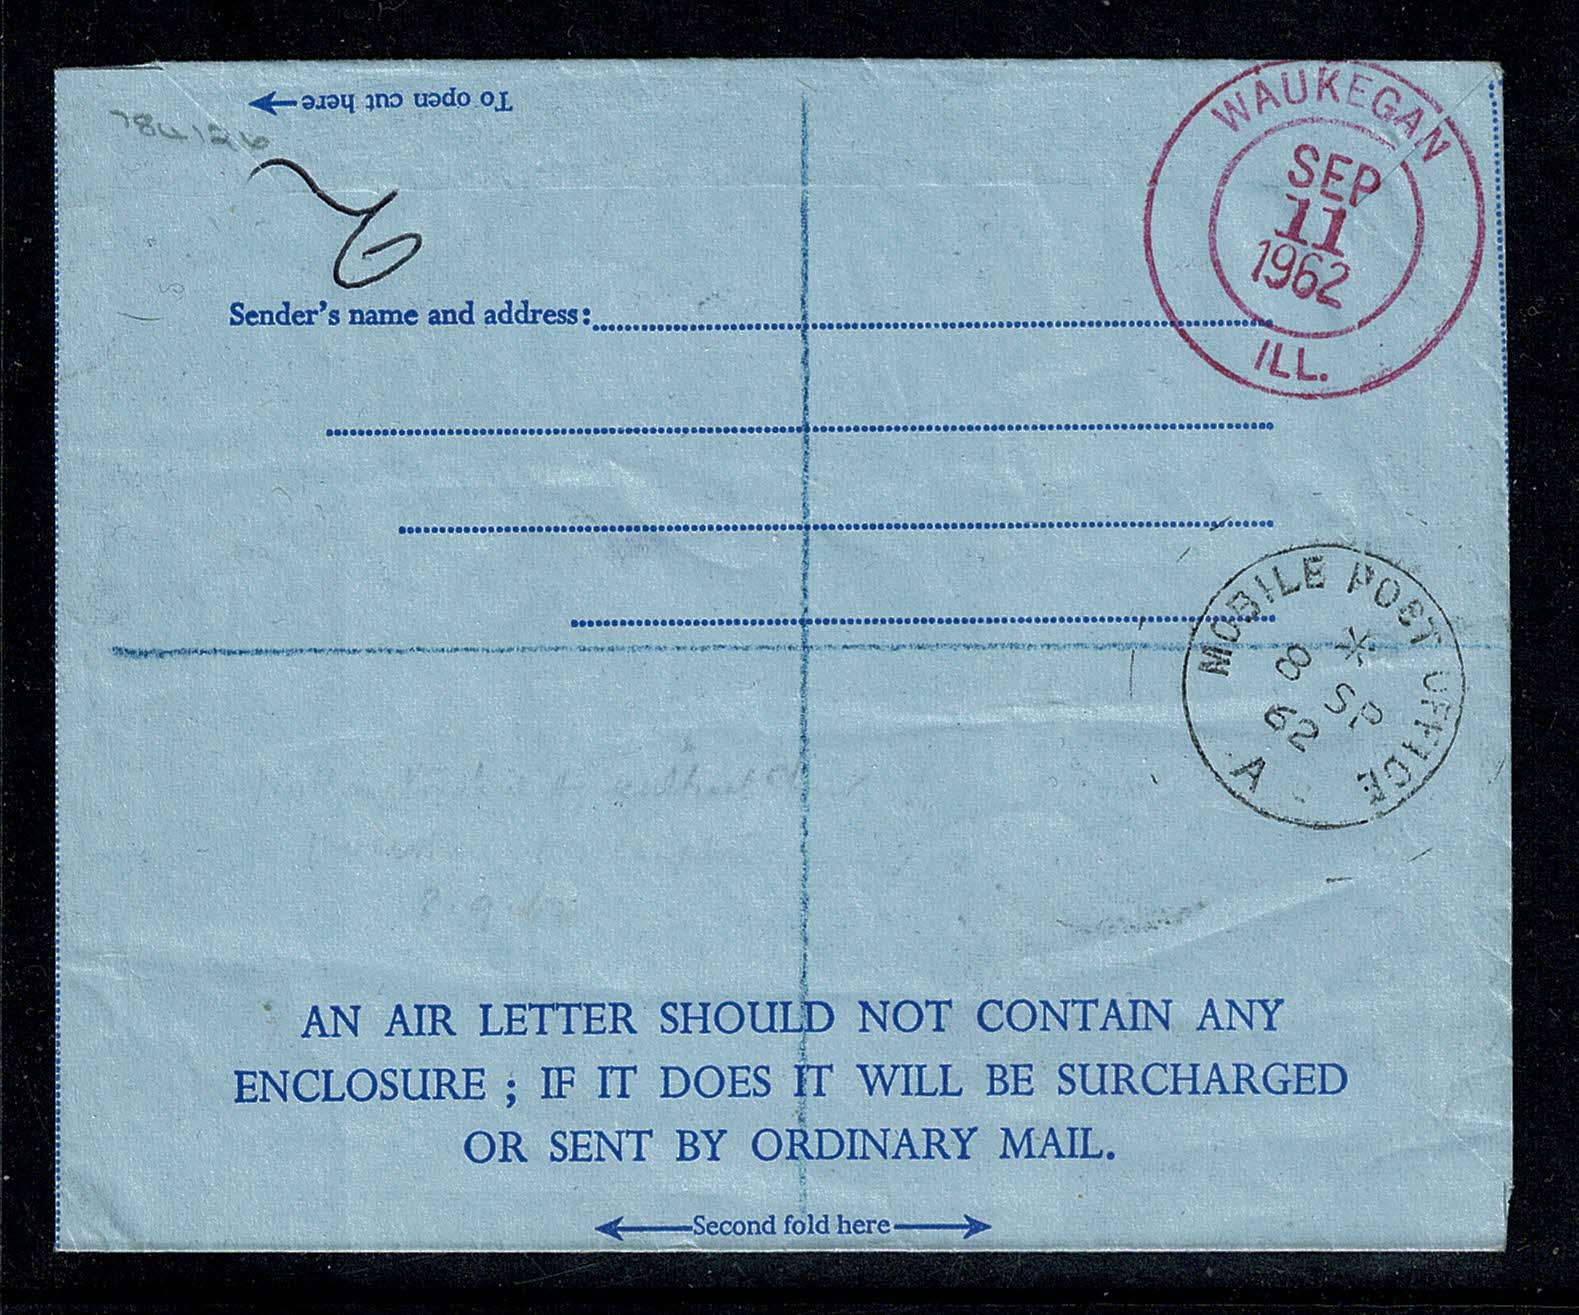 To open cut here
WAUKEGAN
SEP
11
1962
ILL.
Sender's name and address:
MOBILE POST OFFICE
*
8 SP
62
A
AN AIR LETTER SHOULD NOT CONTAIN ANY
ENCLOSURE ; IF IT DOES IT WILL BE SURCHARGED
OR SENT BY ORDINARY MAIL.
Second fold here